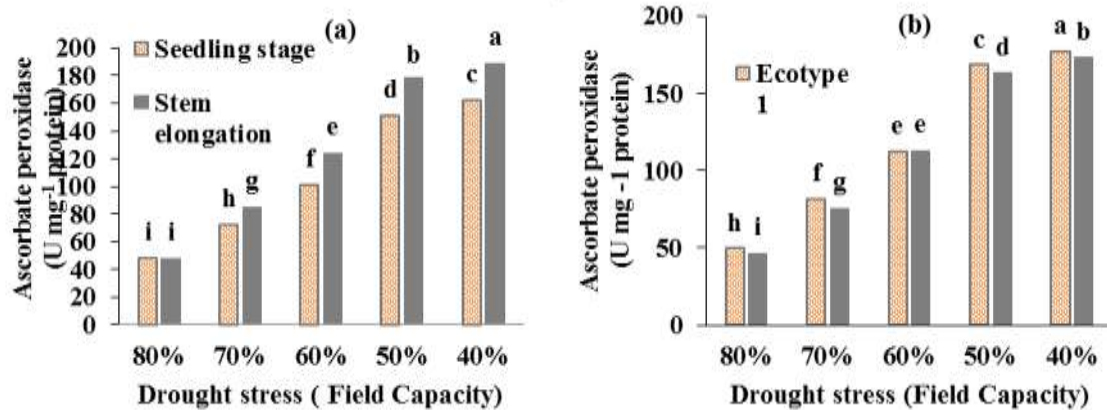 (a)
Seedling stage
Stem
elongation
Ascorbate peroxidase
(U mg-1 protein)
200
180
160
140
120
100
80
60
40
20
0
i i
h g
f e
d b
c a
80% 70% 60% 50% 40%
Drought stress ( Field Capacity)
(b)
Ecotype
1
Ascorbate peroxidase
(U mg -1 protein)
200
150
100
50
0
h i
f g
e e
c d
a b
80% 70% 60% 50% 40%
Drought stress (Field Capacity)